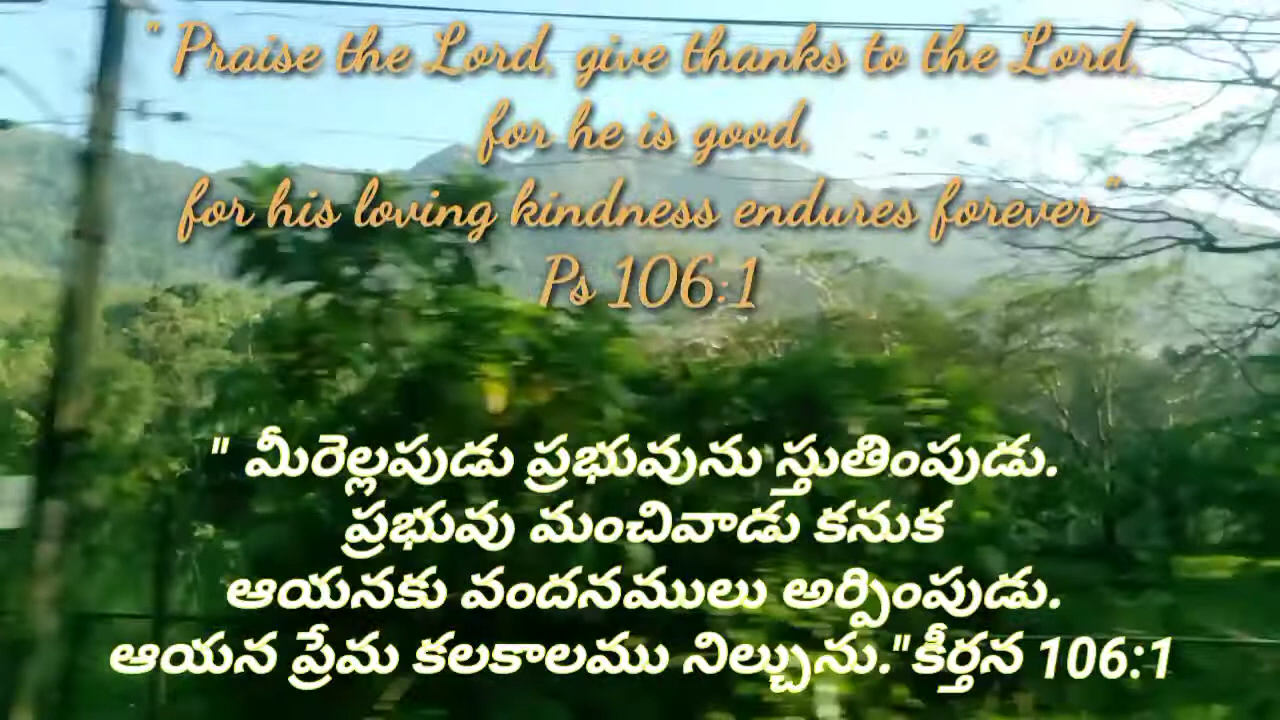 " Praise the Lord, give thanks to the Lord,
for he is good,
for his loving kindness endures forever "
Ps 106:1
" మీరెల్లపుడు ప్రభువును స్తుతింపుడు.
ప్రభువు మంచివాడు కనుక
ఆయనకు వందనములు అర్పింపుడు.
ఆయన ప్రేమ కలకాలము నిల్చును."కీర్తన 106:1